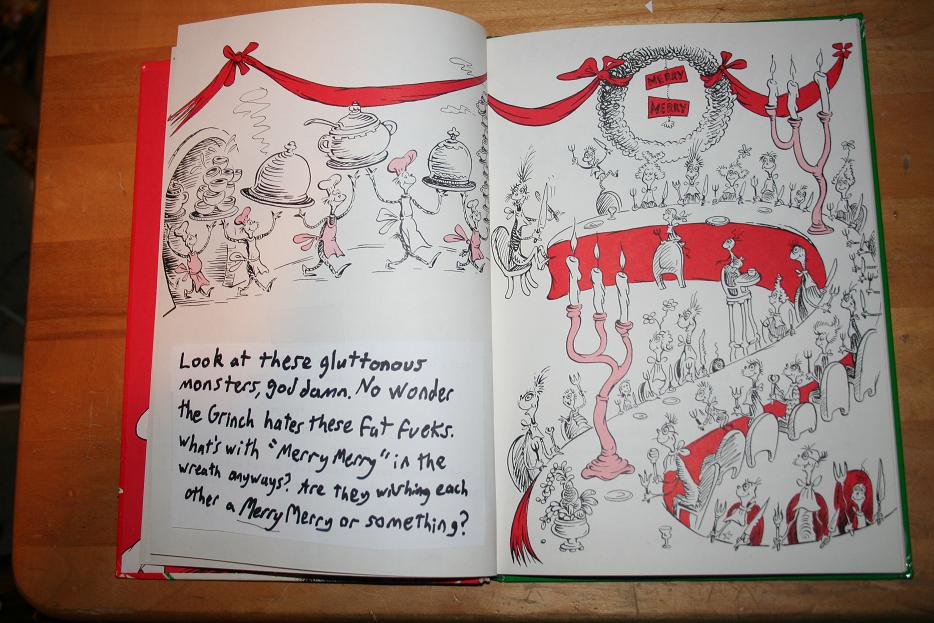 Look at these gluttonous
monsters, god damn. No wonder
the Grinch hates these fat fucks.
What's with "Merry Merry" in the
wreath anyways? Are they wishing each
other a Merry Merry or something?
MERRY
MERRY